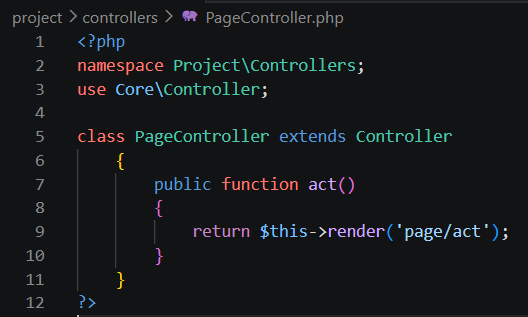 project > controllers > PageController.php
1 <?php
2 namespace Project\Controllers;
3 use Core\Controller;
4
5 class PageController extends Controller
6     {
7         public function act()
8         {
9             return $this->render('page/act');
10         }
11     }
12 ?>